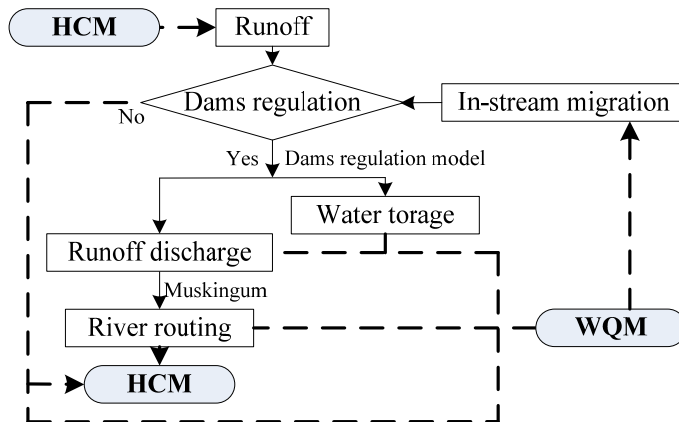 HCM
Runoff
Dams regulation
In-stream migration
No
Yes
Dams regulation model
Water torage
Runoff discharge
Muskingum
River routing
WQM
HCM